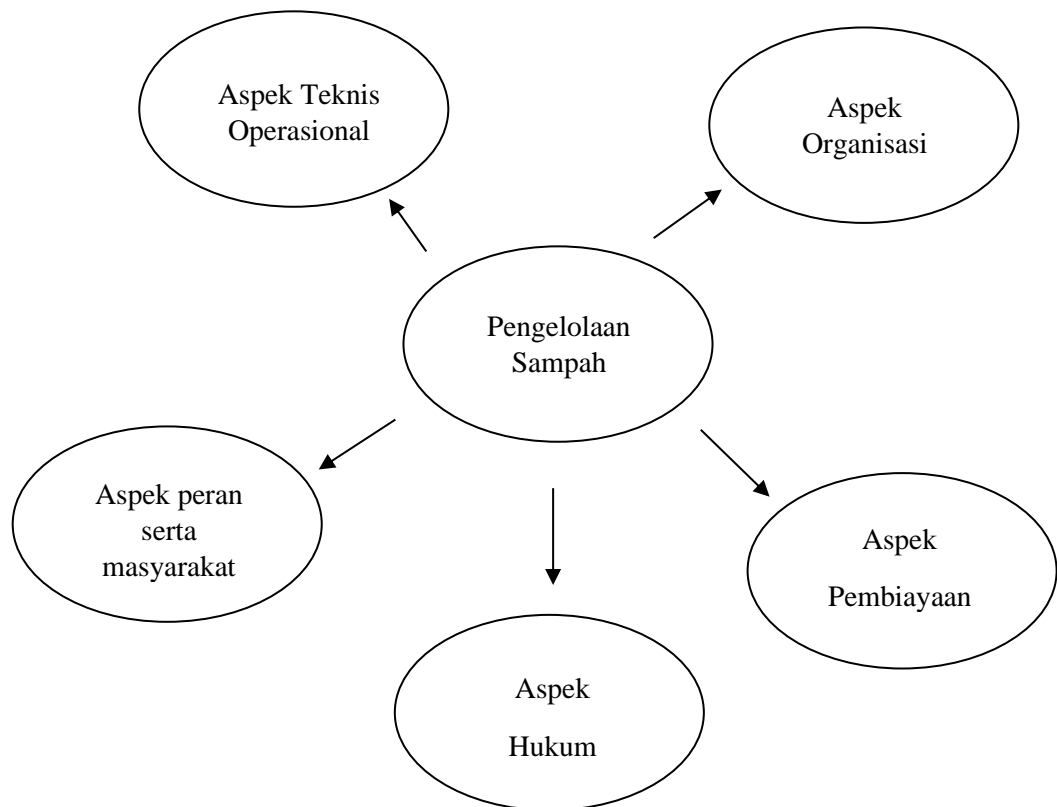 Aspek Teknis
Operasional
Aspek
Organisasi
Pengelolaan
Sampah
Aspek peran
serta
masyarakat
Aspek
Pembiayaan
Aspek
Hukum